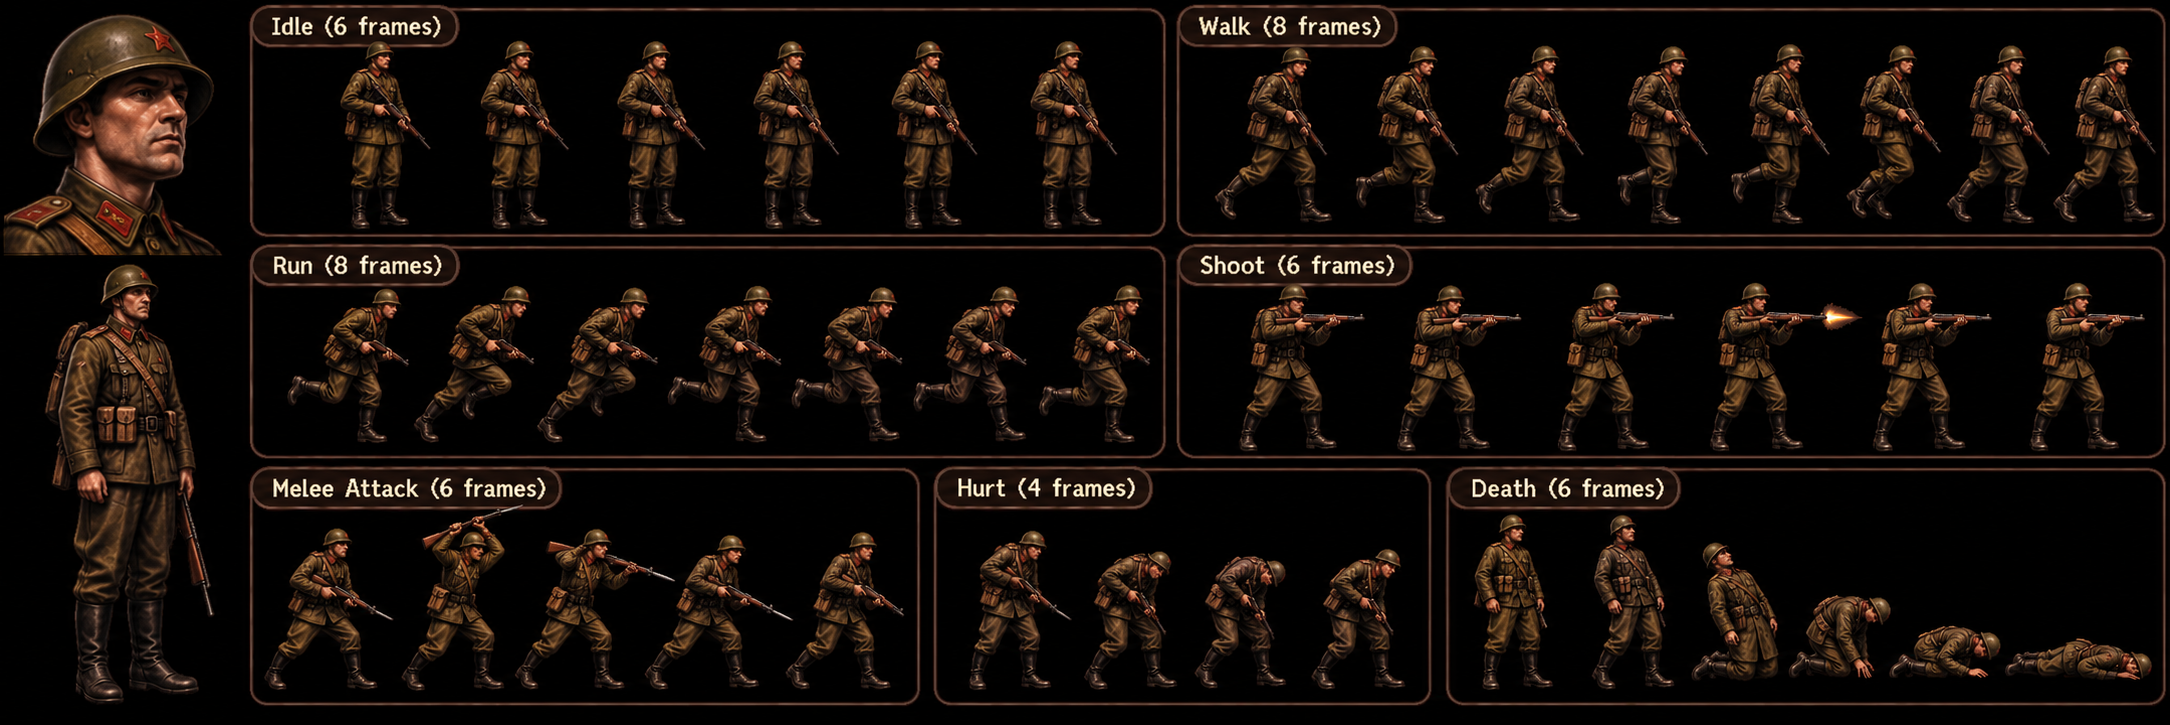 Idle (6 frames)
Walk (8 frames)
Run (8 frames)
Shoot (6 frames)
Melee Attack (6 frames)
Hurt (4 frames)
Death (6 frames)